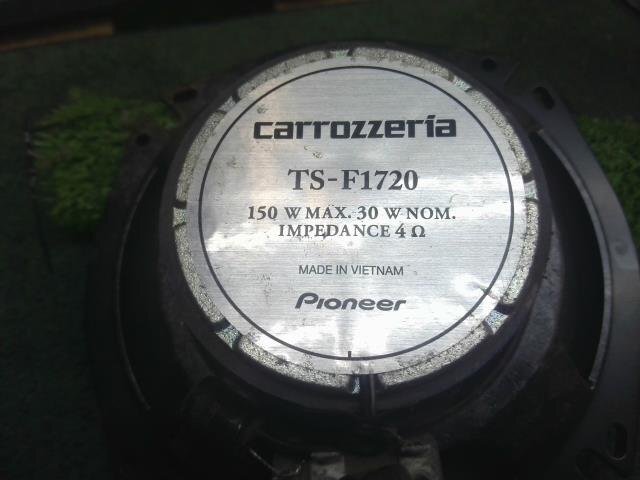 carrozzeria
TS-F1720
150 W MAX. 30 W NOM.
IMPEDANCE 4 Ω
MADE IN VIETNAM
Pioneer